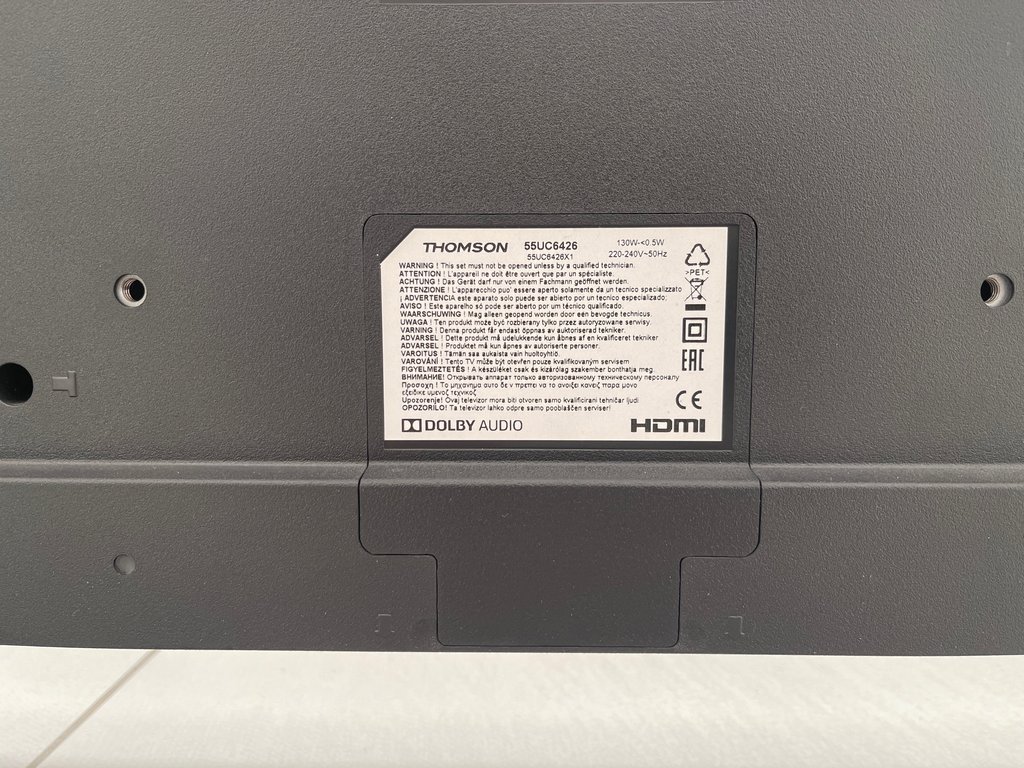 THOMSON 55UC6426 130W-<0.5W
55UC6426X1 220-240V~50Hz
WARNING ! This set must not be opened unless by a qualified technician.
ATTENTION ! L'appareil ne doit être ouvert que par un spécialiste.
ACHTUNG ! Das Gerät darf nur von einem Fachmann geöffnet werden.
ATTENZIONE ! L'apparecchio puo' essere aperto solamente da un tecnico specializzato
¡ ADVERTENCIA este aparato solo puede ser abierto por un tecnico especializado;
AVISO ! Este aparelho só pode ser aberto por um técnico qualificado.
WAARSCHUWING ! Mag alleen geopend worden door een bevoegde technicus.
UWAGA ! Ten produkt może być rozbierany tylko przez autoryzowane serwisy.
VARNING ! Denna produkt får endast öppnas av auktoriserad tekniker.
ADVARSEL ! Dette produkt må udelukkende kun åbnes af en kvalificeret tekniker
ADVARSEL ! Produktet må kun åpnes av autoriserte personer.
VAROITUS ! Tämän saa aukaista vain huoltoyhtiö.
VAROVÁNÍ ! Tento TV může být otevřen pouze kvalifikovaným servisem
FIGYELMEZTETÉS ! A készüléket csak és kizárólag szakember bonthatja meg.
ВНИМАНИЕ! Открывать аппарат только авторизованному техническому персоналу
Προσοχη ! Το μηχανημα αυτο δε ν πρεπει να το ανοιξει κανεις παρα μονο
εξειδικε υμενος τεχνικος
Upozorenje! Ovaj televizor mora biti otvoren samo kvalificirani tehničar ljudi
OPOZORILO! Ta televizor lahko odpre samo pooblaščen serviser!
>PET<
EAC
CE
DOLBY AUDIO HDMI